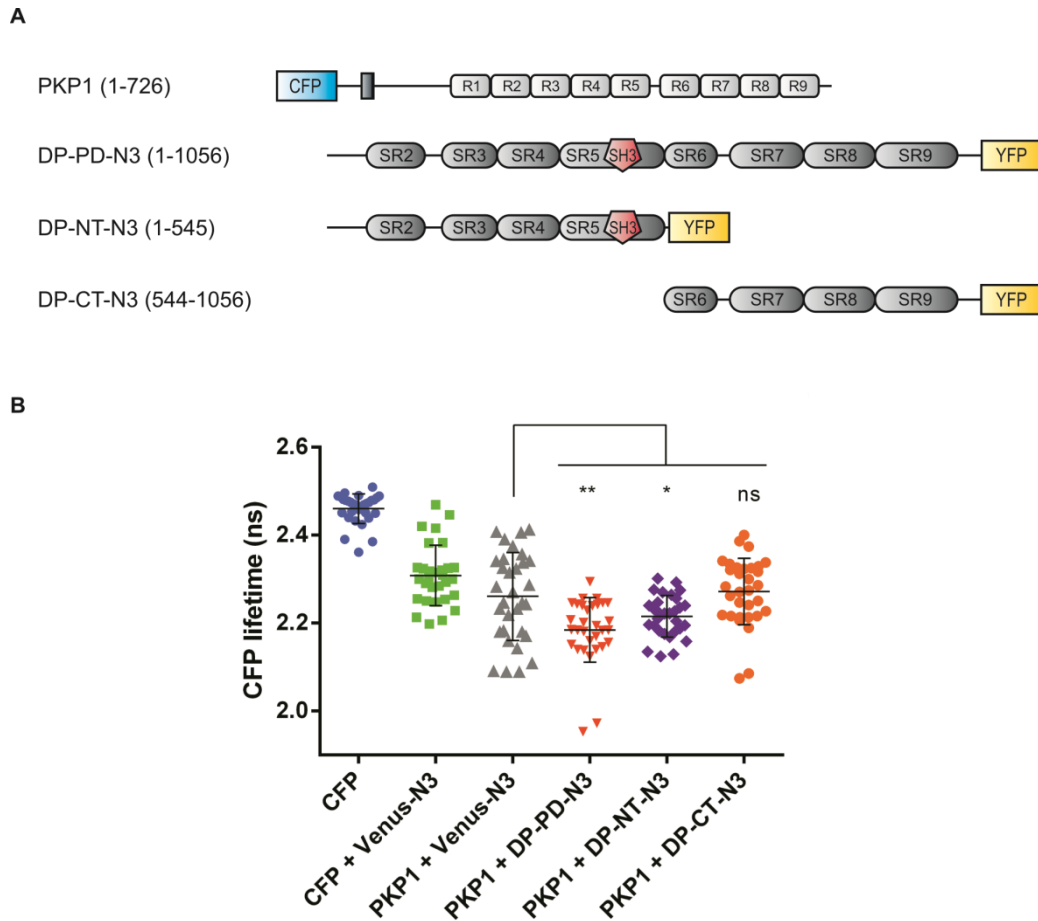 A
PKP1 (1-726) CFP R1 R2 R3 R4 R5 R6 R7 R8 R9
DP-PD-N3 (1-1056) SR2 SR3 SR4 SR5 SH3 SR6 SR7 SR8 SR9 YFP
DP-NT-N3 (1-545) SR2 SR3 SR4 SR5 SH3 YFP
DP-CT-N3 (544-1056) SR6 SR7 SR8 SR9 YFP
B
2.6
** * ns
2.4
2.2
2.0
CFP lifetime (ns)
CFP
CFP + Venus-N3
PKP1 + Venus-N3
PKP1 + DP-PD-N3
PKP1 + DP-NT-N3
PKP1 + DP-CT-N3